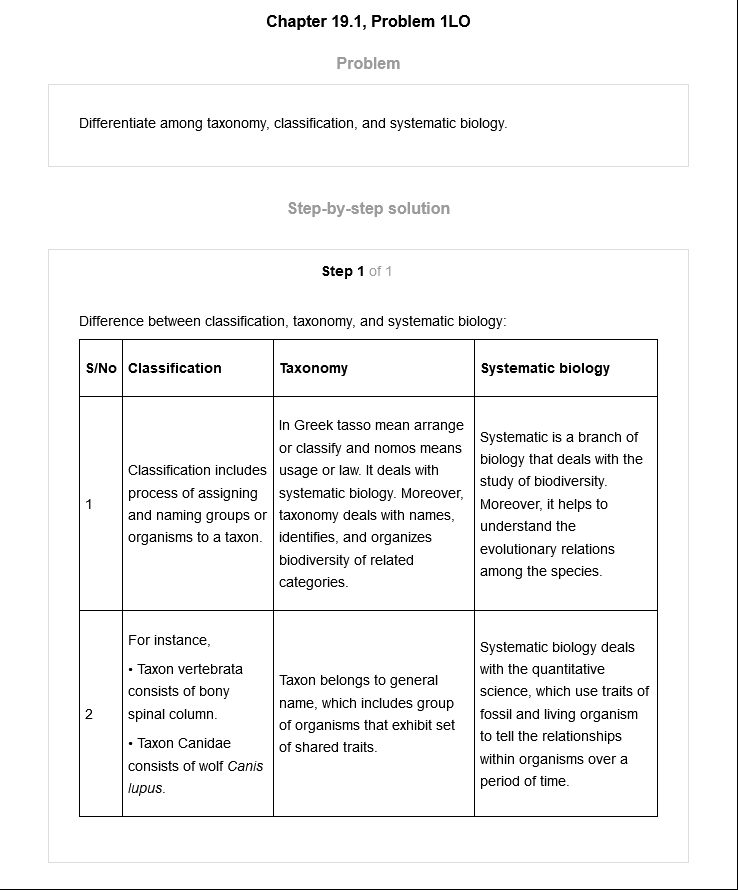 Chapter 19.1, Problem 1LO
Problem
Differentiate among taxonomy, classification, and systematic biology.
Step-by-step solution
Step 1 of 1
Difference between classification, taxonomy, and systematic biology:
S/No Classification Taxonomy Systematic biology
1
Classification includes
process of assigning
and naming groups or
organisms to a taxon.
In Greek tasso mean arrange
or classify and nomos means
usage or law. It deals with
systematic biology. Moreover,
taxonomy deals with names,
identifies, and organizes
biodiversity of related
categories.
Systematic is a branch of
biology that deals with the
study of biodiversity.
Moreover, it helps to
understand the
evolutionary relations
among the species.
2
For instance,
• Taxon vertebrata
consists of bony
spinal column.
• Taxon Canidae
consists of wolf Canis
lupus.
Taxon belongs to general
name, which includes group
of organisms that exhibit set
of shared traits.
Systematic biology deals
with the quantitative
science, which use traits of
fossil and living organism
to tell the relationships
within organisms over a
period of time.